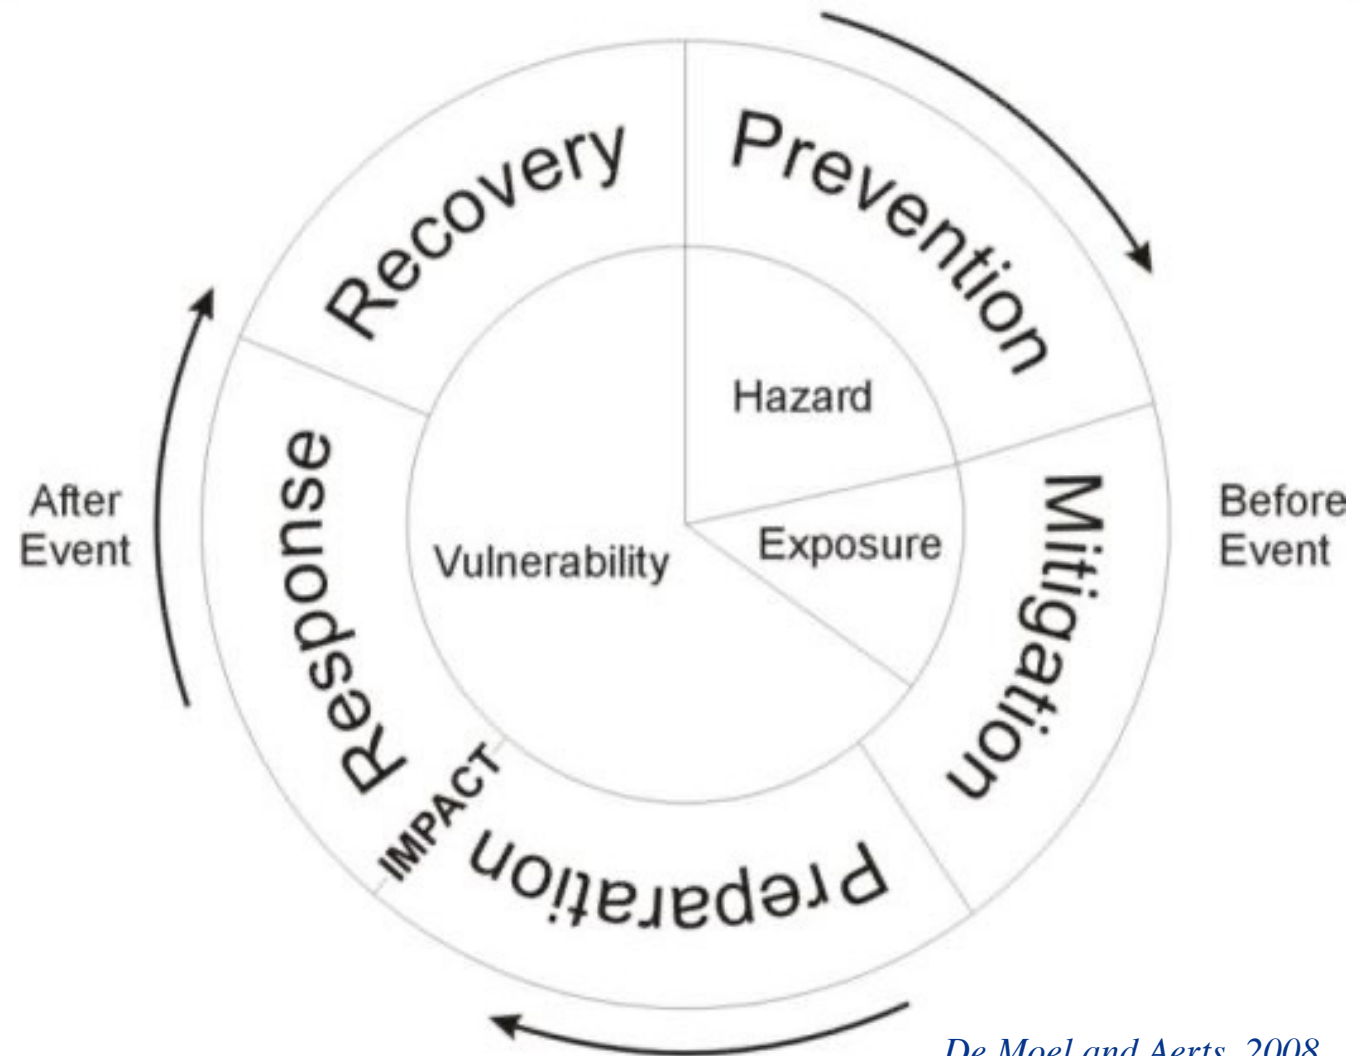 Recovery
Prevention
Hazard
Mitigation
After
Event
Before
Event
Response
Vulnerability
Exposure
IMPACT
Preparation
De Moel and Aerts, 2008